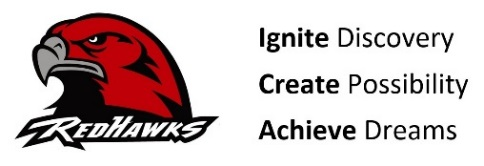 REDHAWKS
Ignite Discovery
Create Possibility
Achieve Dreams